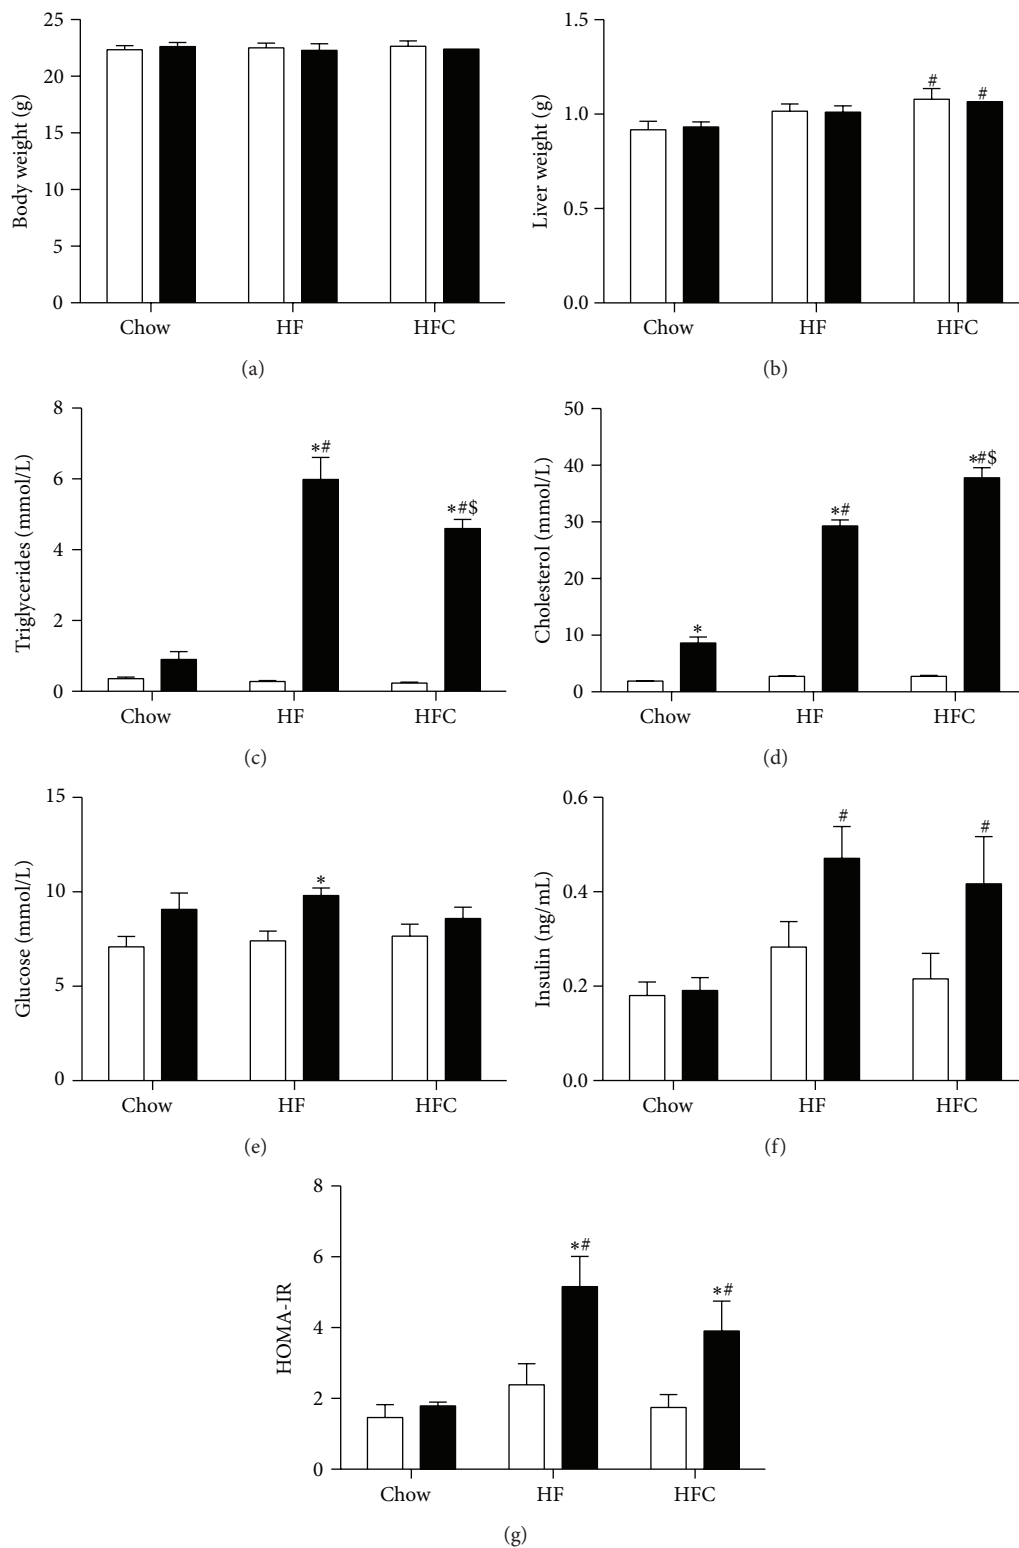 Body weight (g)
25
20
15
10
5
0
Chow HF HFC
(a)
Liver weight (g)
1.5
1.0
0.5
0.0
# #
Chow HF HFC
(b)
Triglycerides (mmol/L)
8
6
4
2
0
*#
*#$
Chow HF HFC
(c)
Cholesterol (mmol/L)
50
40
30
20
10
0
*
*#
*#$
Chow HF HFC
(d)
Glucose (mmol/L)
15
10
5
0
*
Chow HF HFC
(e)
Insulin (ng/mL)
0.6
0.4
0.2
0.0
# #
Chow HF HFC
(f)
HOMA-IR
8
6
4
2
0
*#
*#
Chow HF HFC
(g)